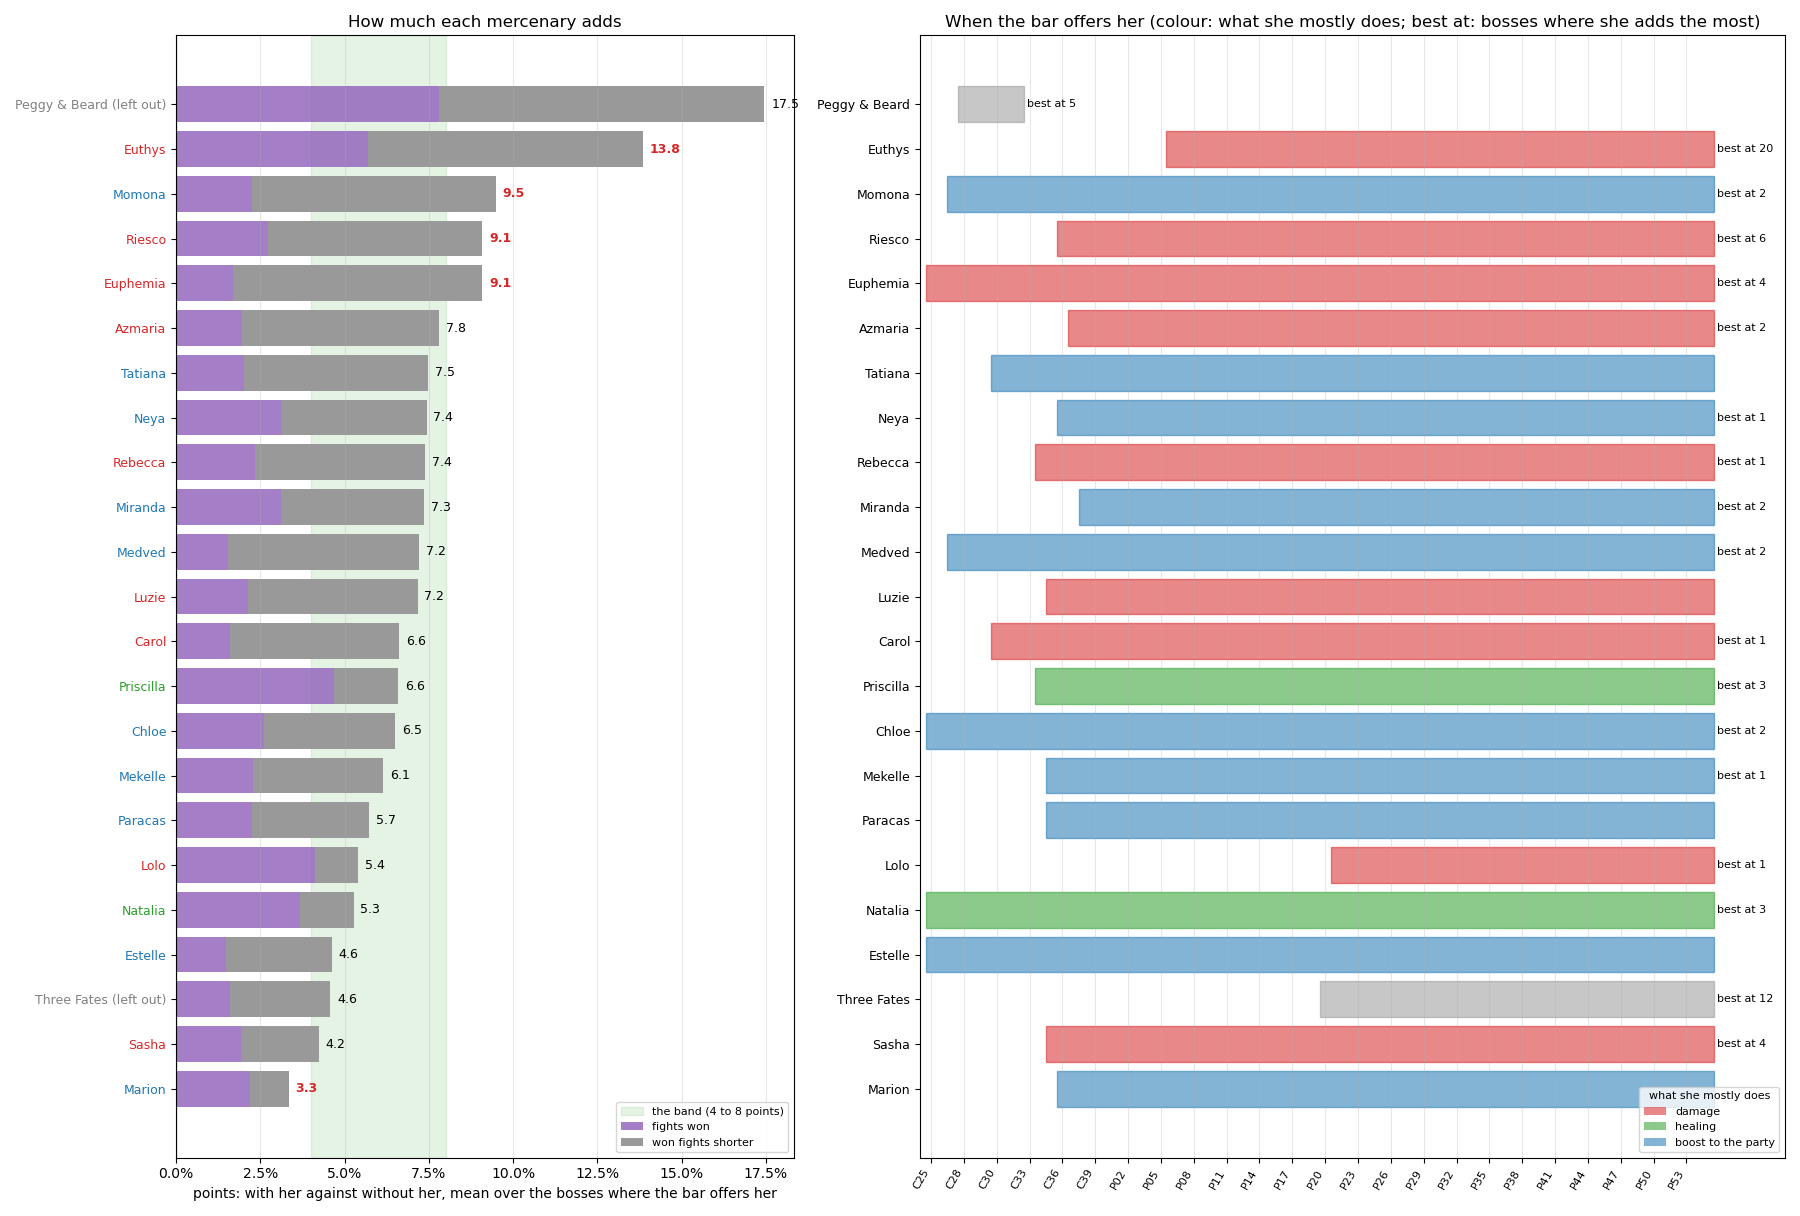 How much each mercenary adds
Peggy & Beard (left out)
17.5
Euthys
13.8
Momona
9.5
Riesco
9.1
Euphemia
9.1
Azmaria
7.8
Tatiana
7.5
Neya
7.4
Rebecca
7.4
Miranda
7.3
Medved
7.2
Luzie
7.2
Carol
6.6
Priscilla
6.6
Chloe
6.5
Mekelle
6.1
Paracas
5.7
Lolo
5.4
Natalia
5.3
Estelle
4.6
Three Fates (left out)
4.6
Sasha
4.2
Marion
3.3
the band (4 to 8 points)
fights won
won fights shorter
0.0% 2.5% 5.0% 7.5% 10.0% 12.5% 15.0% 17.5%
points: with her against without her, mean over the bosses where the bar offers her
When the bar offers her (colour: what she mostly does; best at: bosses where she adds the most)
Peggy & Beard
best at 5
Euthys
best at 20
Momona
best at 2
Riesco
best at 6
Euphemia
best at 4
Azmaria
best at 2
Tatiana
Neya
best at 1
Rebecca
best at 1
Miranda
best at 2
Medved
best at 2
Luzie
Carol
best at 1
Priscilla
best at 3
Chloe
best at 2
Mekelle
best at 1
Paracas
Lolo
best at 1
Natalia
best at 3
Estelle
Three Fates
best at 12
Sasha
best at 4
Marion
what she mostly does
damage
healing
boost to the party
C25 C28 C30 C33 C36 C39 P02 P05 P08 P11 P14 P17 P20 P23 P26 P29 P32 P35 P38 P41 P44 P47 P50 P53